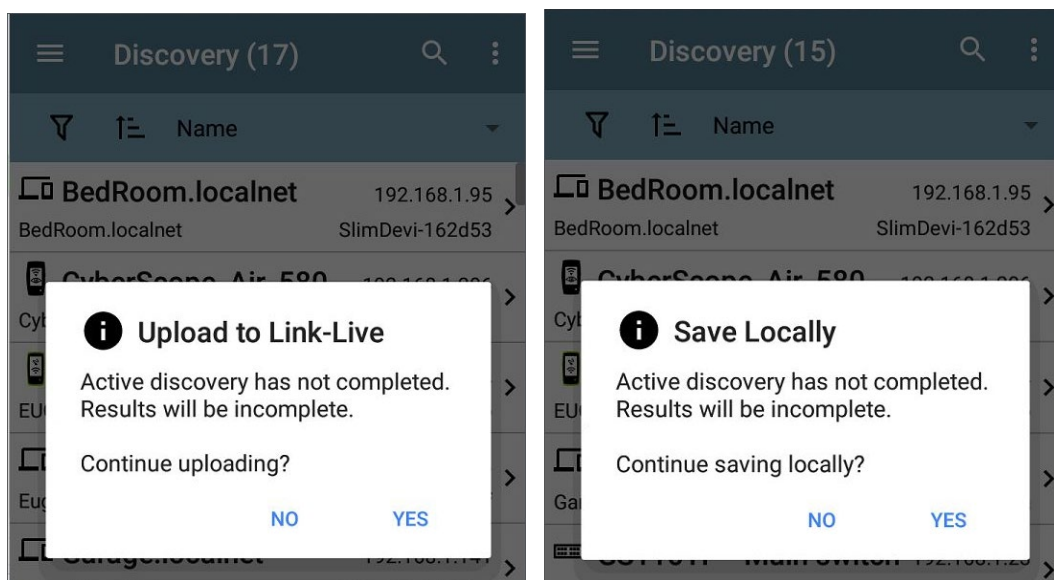 Discovery (17)
Name
BedRoom.localnet
192.168.1.95
BedRoom.localnet
SlimDevi-162d53
Upload to Link-Live
Active discovery has not completed.
Results will be incomplete.
Continue uploading?
NO
YES
Discovery (15)
Name
BedRoom.localnet
192.168.1.95
BedRoom.localnet
SlimDevi-162d53
Save Locally
Active discovery has not completed.
Results will be incomplete.
Continue saving locally?
NO
YES